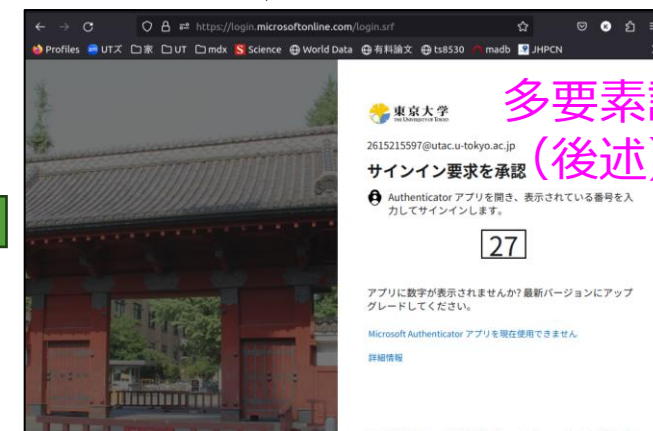 https://login.microsoftonline.com/login.srf
Profiles UTズ 家 UT mdx S Science World Data 有料論文 ts8530 madb JHPCN
東京大学
THE UNIVERSITY OF TOKYO
多要素
2615215597@utac.u-tokyo.ac.jp
サインイン要求を承認
(後述)
Authenticator アプリを開き、表示されている番号を入
力してサインインします。
27
アプリに数字が表示されませんか? 最新バージョンにアップ
グレードしてください。
Microsoft Authenticator アプリを現在使用できません
詳細情報